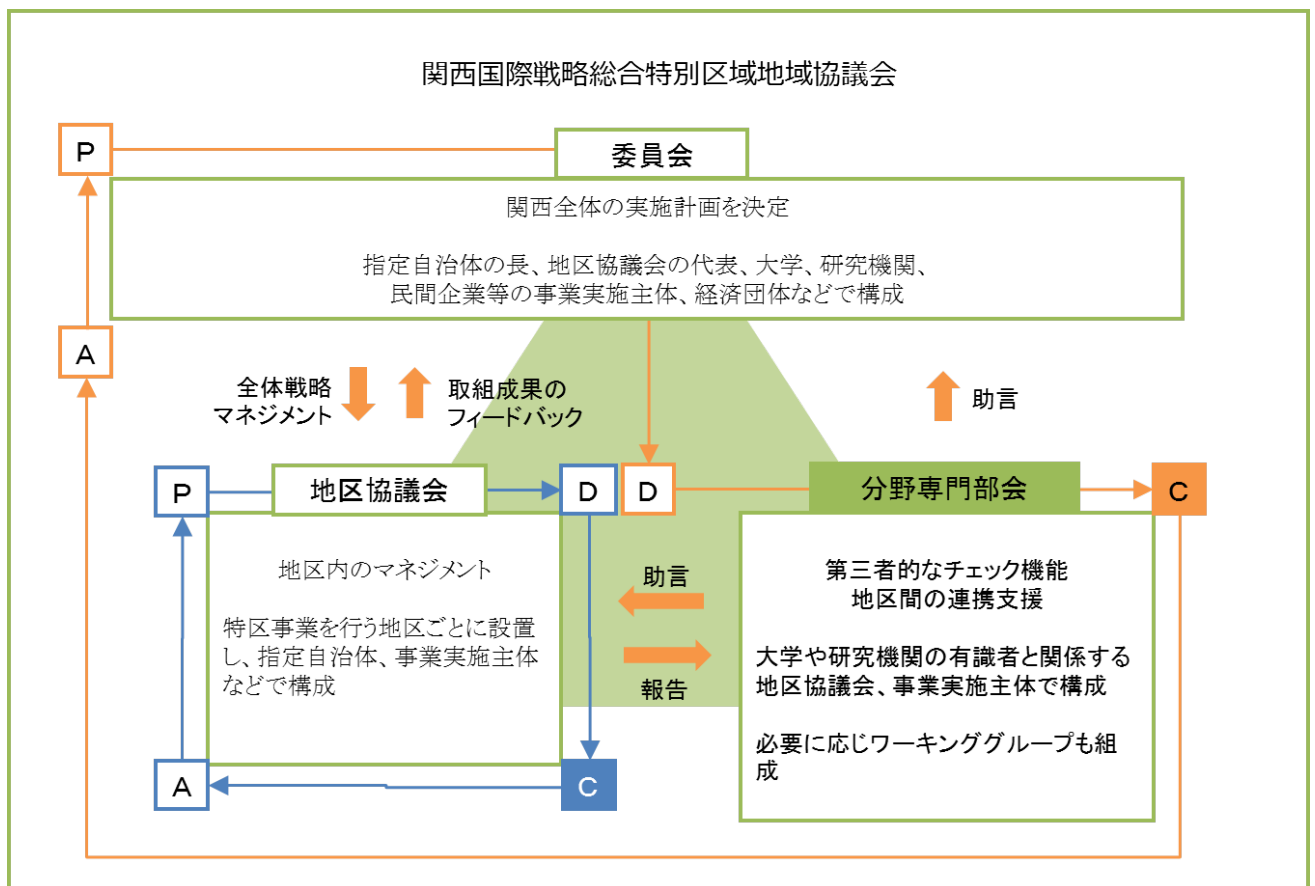 関西国際戦略総合特別区域地域協議会
P
委員会
関西全体の実施計画を決定
指定自治体の長、地区協議会の代表、大学、研究機関、
民間企業等の事業実施主体、経済団体などで構成
A
全体戦略
マネジメント
取組成果の
フィードバック
助言
P
地区協議会
D
D
分野専門部会
C
地区内のマネジメント
特区事業を行う地区ごとに設置
し、指定自治体、事業実施主体
などで構成
助言
報告
第三者的なチェック機能
地区間の連携支援
大学や研究機関の有識者と関係する
地区協議会、事業実施主体で構成
必要に応じワーキンググループも組
成
A
C